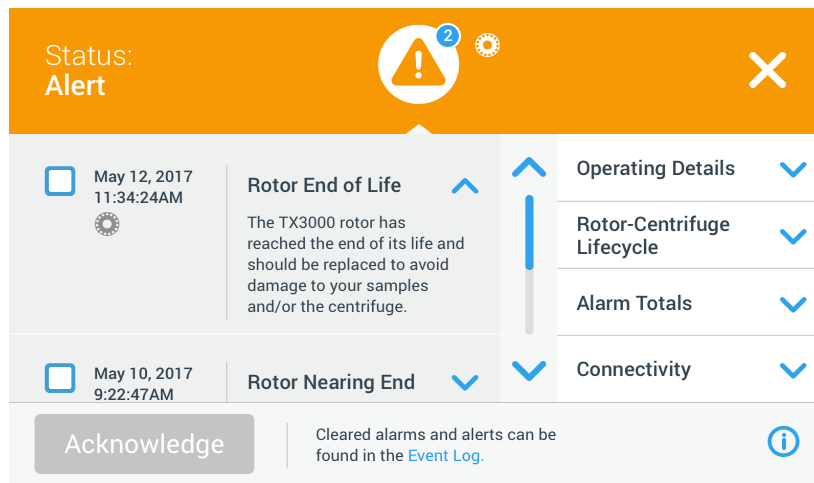 Status:
Alert
2
May 12, 2017
11:34:24AM
Rotor End of Life
The TX3000 rotor has
reached the end of its life and
should be replaced to avoid
damage to your samples
and/or the centrifuge.
May 10, 2017
9:22:47AM
Rotor Nearing End
Operating Details
Rotor-Centrifuge
Lifecycle
Alarm Totals
Connectivity
Acknowledge
Cleared alarms and alerts can be
found in the Event Log.